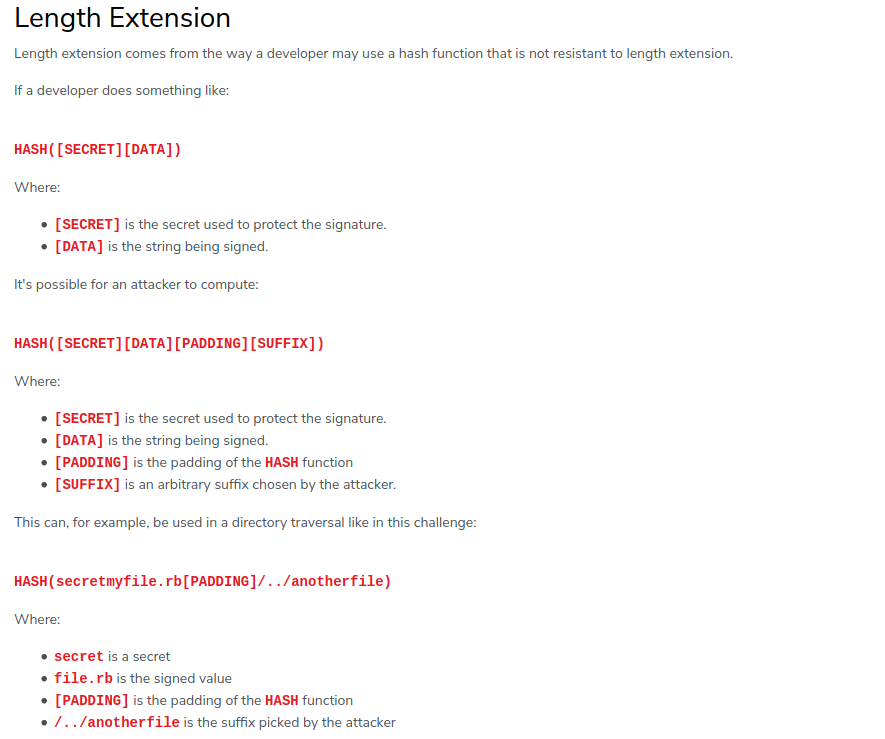 Length Extension
Length extension comes from the way a developer may use a hash function that is not resistant to length extension.
If a developer does something like:
HASH([SECRET][DATA])
Where:
• [SECRET] is the secret used to protect the signature.
• [DATA] is the string being signed.
It's possible for an attacker to compute:
HASH([SECRET][DATA][PADDING][SUFFIX])
Where:
• [SECRET] is the secret used to protect the signature.
• [DATA] is the string being signed.
• [PADDING] is the padding of the HASH function
• [SUFFIX] is an arbitrary suffix chosen by the attacker.
This can, for example, be used in a directory traversal like in this challenge:
HASH(secretmyfile.rb[PADDING]/../anotherfile)
Where:
• secret is a secret
• file.rb is the signed value
• [PADDING] is the padding of the HASH function
• /../anotherfile is the suffix picked by the attacker